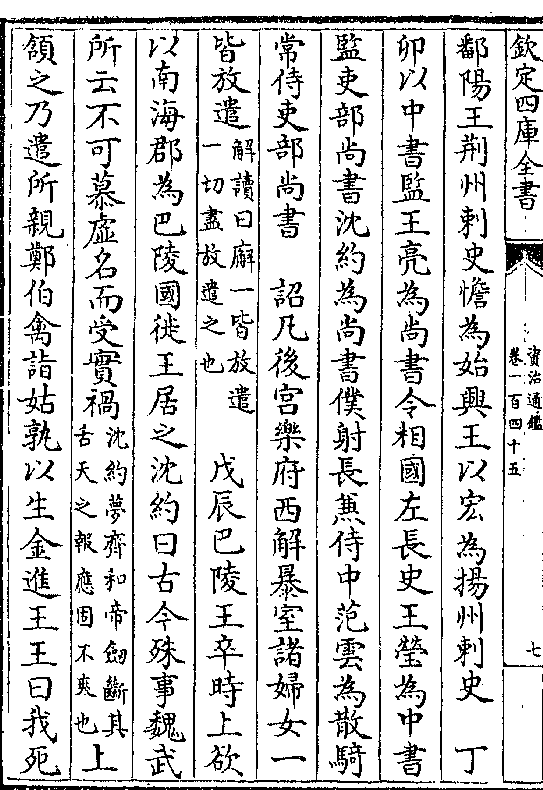 欽定四庫全書
資治通鑑
卷一百四十五
七
鄱陽王荆州刺史憺為始興王以宏為揚州刺史　丁
卯以中書監王亮為尚書令相國左長史王瑩為中書
監吏部尚書沈約為尚書僕射長兼侍中范雲為散騎
常侍吏部尚書　詔凡後宫樂府西解暴室諸婦女一
皆放遣解讀曰廨一皆放遣一切盡放遣之也　戊辰巴陵王卒時上欲
以南海郡為巴陵國徙王居之沈約曰古今殊事魏武
所云不可慕虚名而受實禍沈約夢齊和帝劒斷其舌天之報應固不爽也上
頷之乃遣所親鄭伯禽詣姑孰以生金進王王曰我死